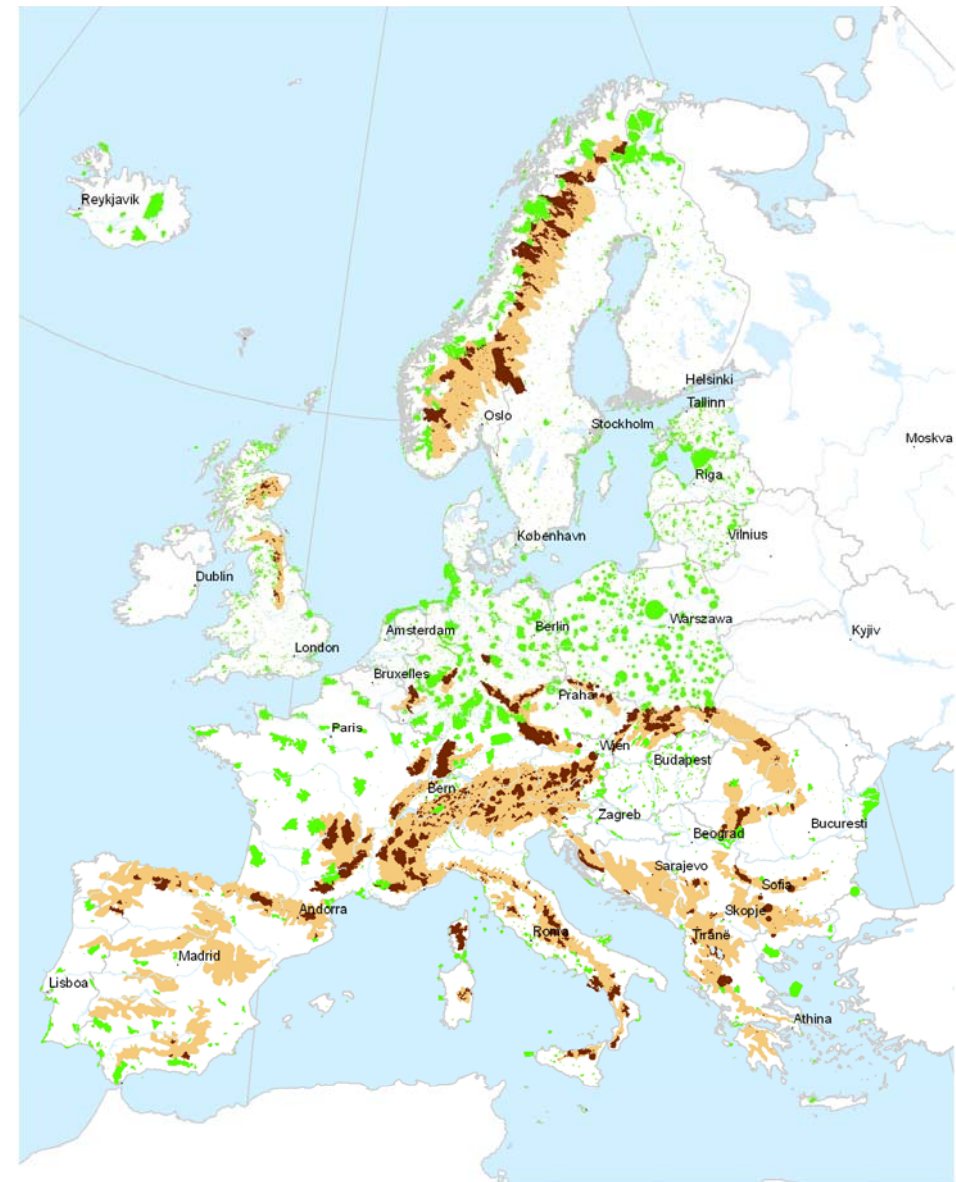 Reykjavik
Helsinki
Tallinn
Oslo
Stockholm
Moskva
Riga
København
Vilnius
Dublin
Amsterdam
Berlin
Warszawa
Kyjiv
London
Bruxelles
Praha
Paris
Wien
Budapest
Bern
Zagreb
Beograd
Bucuresti
Sarajevo
Sofia
Andorra
Skopje
Roma
Tiranë
Madrid
Lisboa
Athina